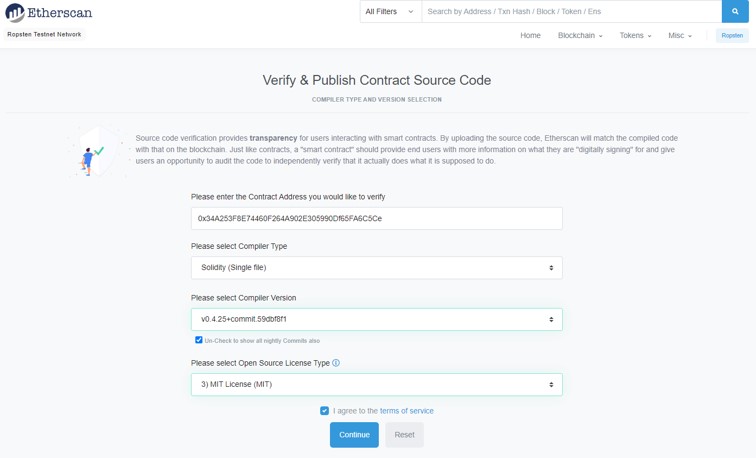 Etherscan
All Filters
Search by Address / Txn Hash / Block / Token / Ens
Ropsten Testnet Network
Home Blockchain Tokens Misc Ropsten
Verify & Publish Contract Source Code
COMPILER TYPE AND VERSION SELECTION
Source code verification provides transparency for users interacting with smart contracts. By uploading the source code, Etherscan will match the compiled code
with that on the blockchain. Just like contracts, a "smart contract" should provide end users with more information on what they are "digitally signing" for and give
users an opportunity to audit the code to independently verify that it actually does what it is supposed to do.
Please enter the Contract Address you would like to verify
0x34A253F8E74460F264A902E305990Df65FA6C5Ce
Please select Compiler Type
Solidity (Single file)
Please select Compiler Version
v0.4.25+commit.59dbf8f1
Un-Check to show all nightly Commits also
Please select Open Source License Type
3) MIT License (MIT)
I agree to the terms of service
Continue Reset